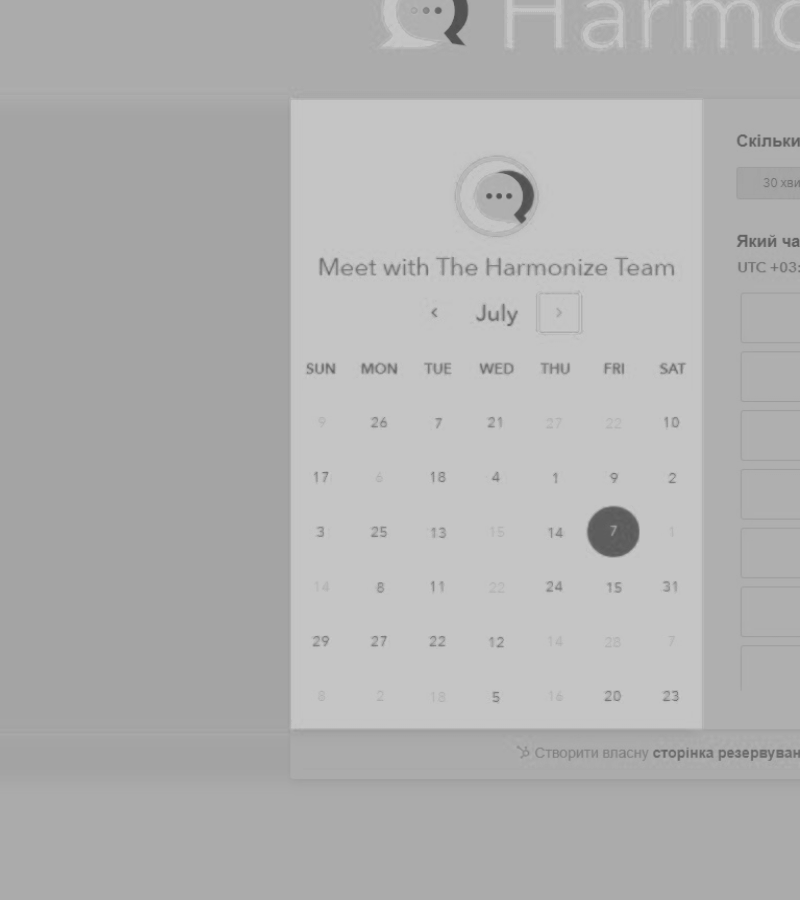 Harmo
Meet with The Harmonize Team
‹ July ›
SUN MON TUE WED THU FRI SAT
9 26 7 21 27 22 10
17 6 18 4 1 9 2
3 25 13 15 14 7 1
14 8 11 22 24 15 31
29 27 22 12 14 28 7
8 2 18 5 16 20 23
Скільки
30 хви
Який ча
UTC +03:
Створити власну сторінка резервуван